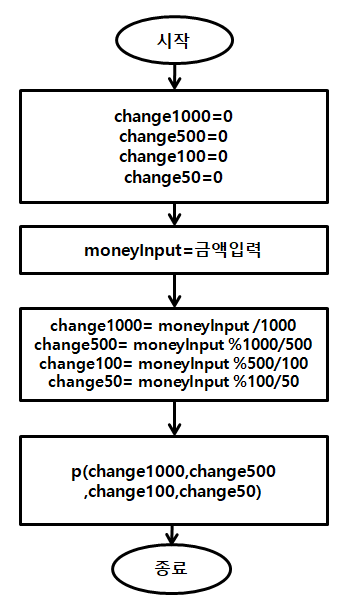 시작
change1000=0
change500=0
change100=0
change50=0
moneyInput=금액입력
change1000= moneyInput /1000
change500= moneyInput %1000/500
change100= moneyInput %500/100
change50= moneyInput %100/50
p(change1000,change500
,change100,change50)
종료